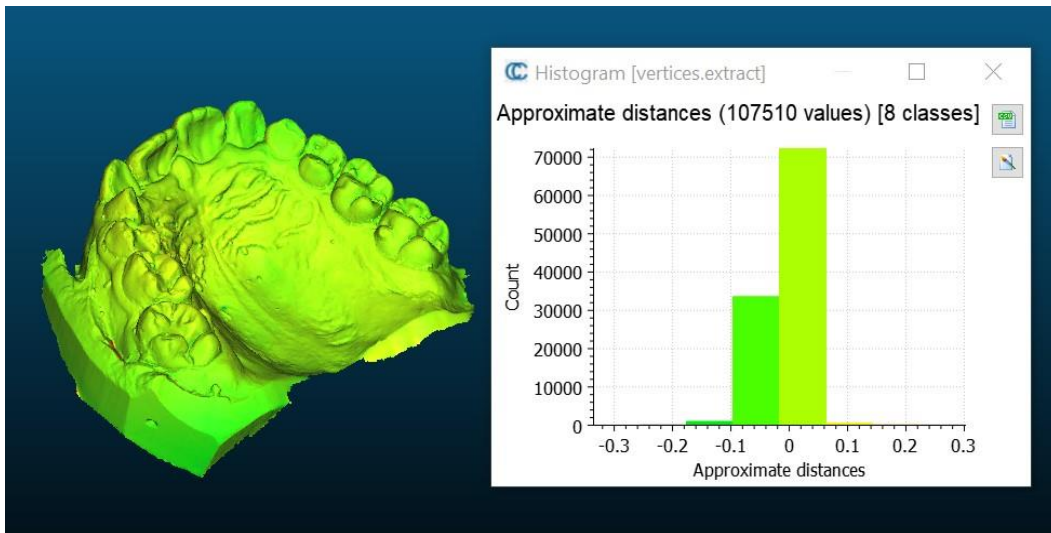 Histogram [vertices.extract]
Approximate distances (107510 values) [8 classes]
CSV
70000
60000
50000
40000
30000
20000
10000
0
Count
-0.3 -0.2 -0.1 0 0.1 0.2 0.3
Approximate distances